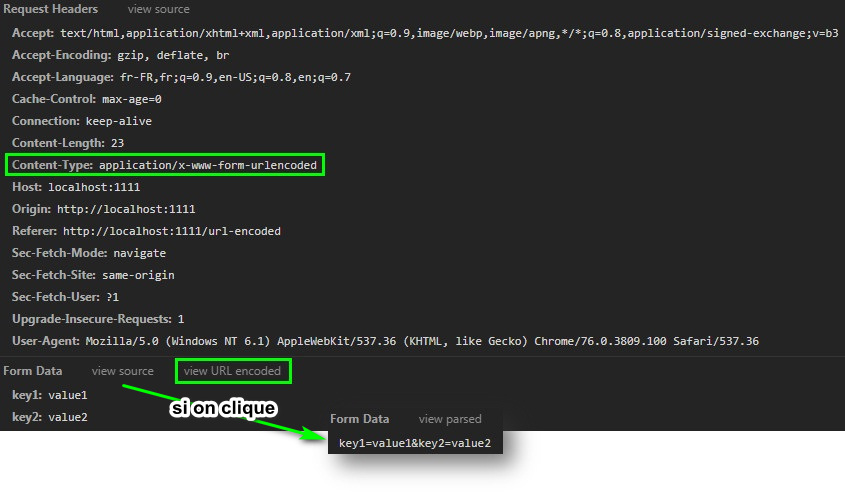 Request Headers view source
Accept: text/html,application/xhtml+xml,application/xml;q=0.9,image/webp,image/apng,*/*;q=0.8,application/signed-exchange;v=b3
Accept-Encoding: gzip, deflate, br
Accept-Language: fr-FR,fr;q=0.9,en-US;q=0.8,en;q=0.7
Cache-Control: max-age=0
Connection: keep-alive
Content-Length: 23
Content-Type: application/x-www-form-urlencoded
Host: localhost:1111
Origin: http://localhost:1111
Referer: http://localhost:1111/url-encoded
Sec-Fetch-Mode: navigate
Sec-Fetch-Site: same-origin
Sec-Fetch-User: ?1
Upgrade-Insecure-Requests: 1
User-Agent: Mozilla/5.0 (Windows NT 6.1) AppleWebKit/537.36 (KHTML, like Gecko) Chrome/76.0.3809.100 Safari/537.36
Form Data view source view URL encoded
key1: value1
key2: value2
si on clique
Form Data view parsed
key1=value1&key2=value2